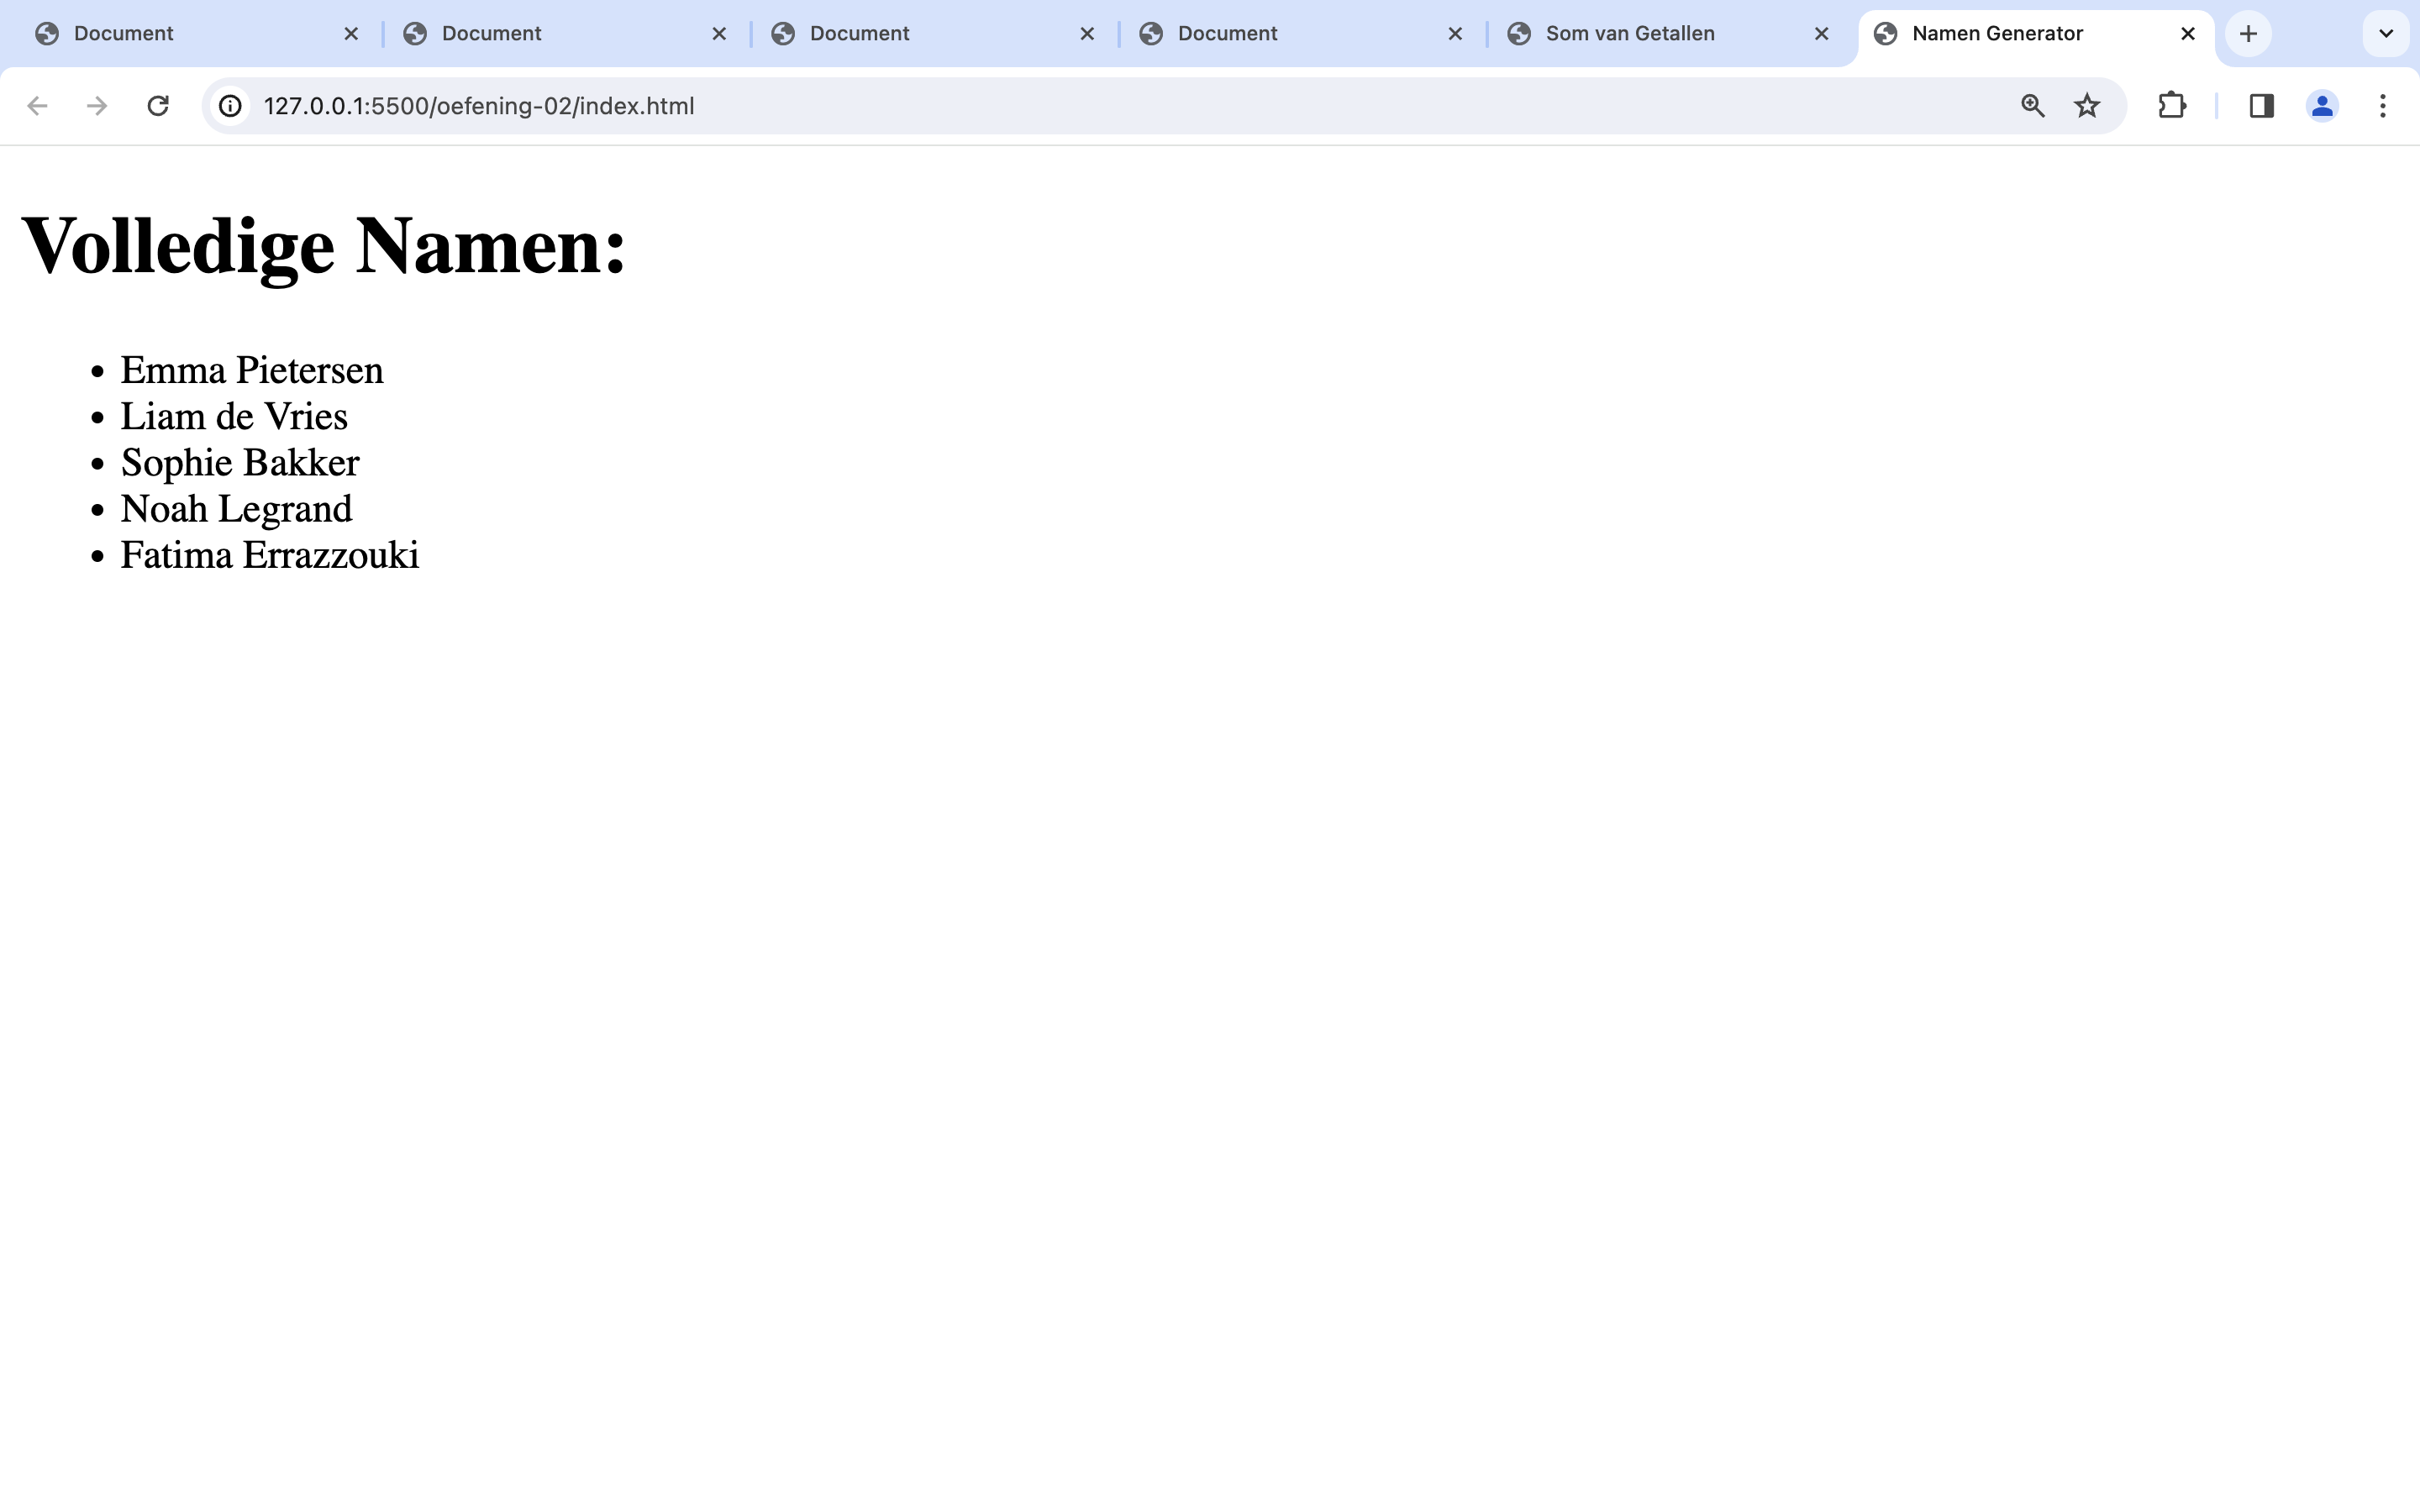 Document
Document
Document
Document
Som van Getallen
Namen Generator
127.0.0.1:5500/oefening-02/index.html
Volledige Namen:
Emma Pietersen
Liam de Vries
Sophie Bakker
Noah Legrand
Fatima Errazzouki